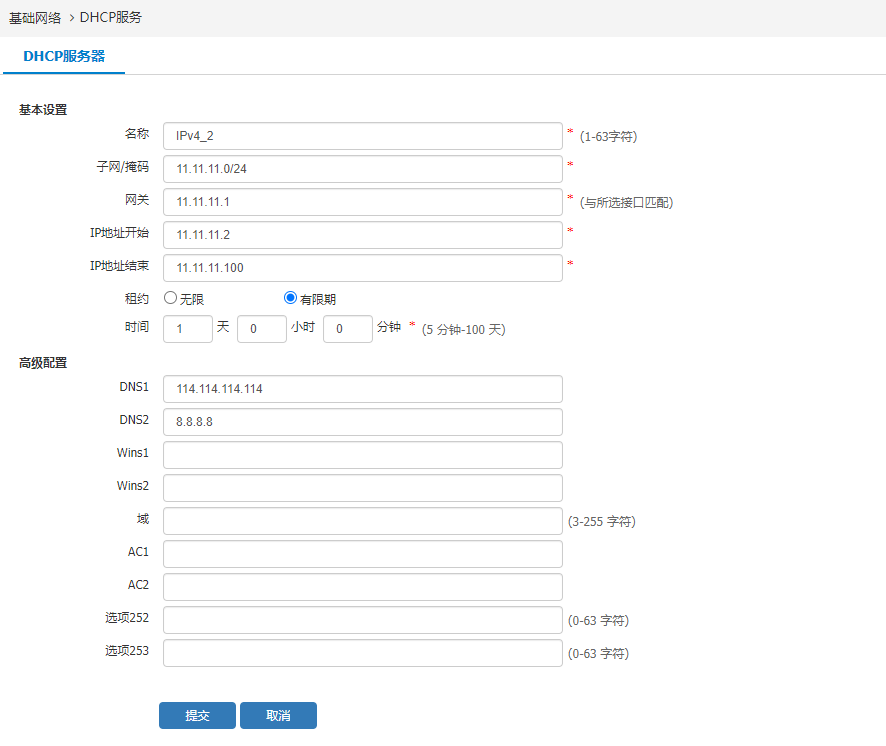 基础网络 > DHCP服务
DHCP服务器
基本设置
名称 IPv4_2 * (1-63字符)
子网/掩码 11.11.11.0/24 *
网关 11.11.11.1 * (与所选接口匹配)
IP地址开始 11.11.11.2 *
IP地址结束 11.11.11.100 *
租约 无限 有限期
时间 1 天 0 小时 0 分钟 * (5 分钟-100 天)
高级配置
DNS1 114.114.114.114
DNS2 8.8.8.8
Wins1
Wins2
域 (3-255 字符)
AC1
AC2
选项252 (0-63 字符)
选项253 (0-63 字符)
提交 取消